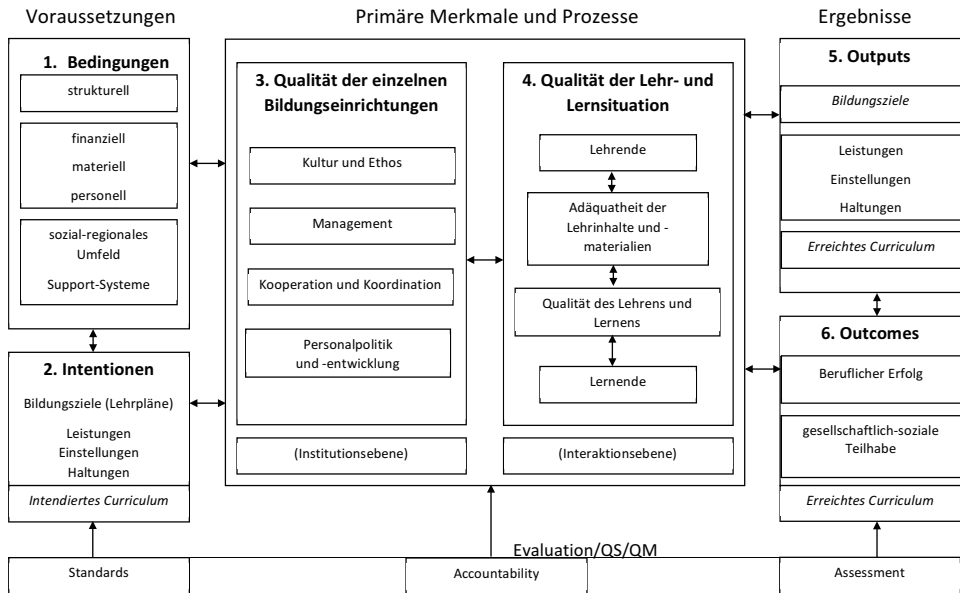 Voraussetzungen
Primäre Merkmale und Prozesse
Ergebnisse
1. Bedingungen
strukturell
finanziell
materiell
personell
sozial-regionales
Umfeld
Support-Systeme
2. Intentionen
Bildungsziele (Lehrpläne)
Leistungen
Einstellungen
Haltungen
Intendiertes Curriculum
3. Qualität der einzelnen
Bildungseinrichtungen
Kultur und Ethos
Management
Kooperation und Koordination
Personalpolitik
und -entwicklung
(Institutionsebene)
4. Qualität der Lehr- und
Lernsituation
Lehrende
Adäquatheit der
Lehrinhalte und -
materialien
Qualität des Lehrens und
Lernens
Lernende
(Interaktionsebene)
5. Outputs
Bildungsziele
Leistungen
Einstellungen
Haltungen
Erreichtes Curriculum
6. Outcomes
Beruflicher Erfolg
gesellschaftlich-soziale
Teilhabe
Erreichtes Curriculum
Evaluation/QS/QM
Standards
Accountability
Assessment